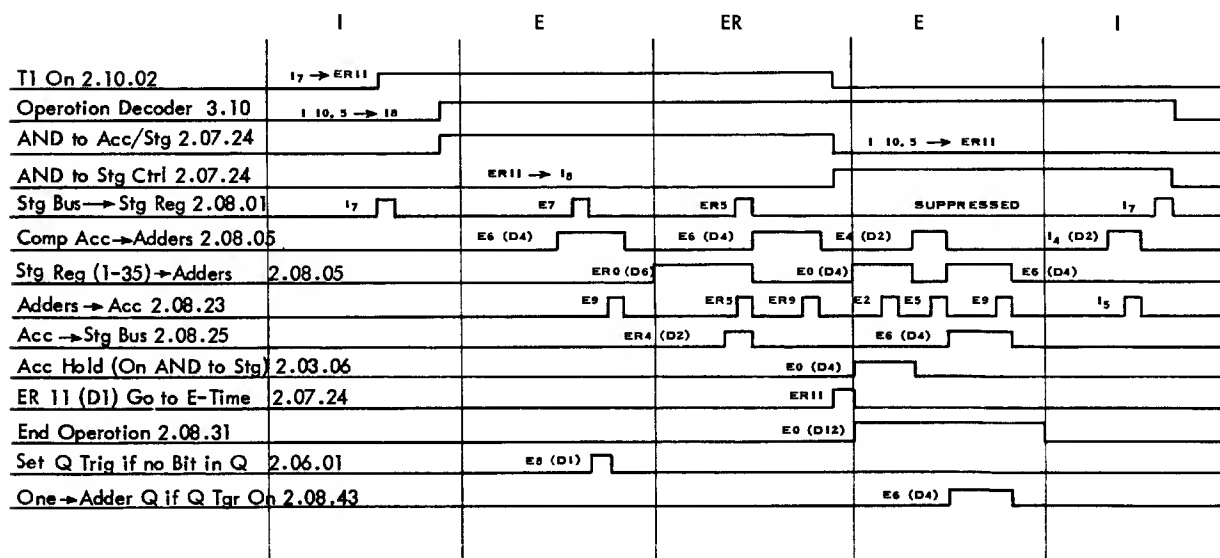 I E ER E I
T1 On 2.10.02 I7 → ER11
Operation Decoder 3.10 I 10, 5 → I8
AND to Acc/Stg 2.07.24 I 10, 5 → ER11
AND to Stg Ctrl 2.07.24 ER11 → I8
Stg Bus → Stg Reg 2.08.01 I7 E7 ER5 SUPPRESSED I7
Comp Acc → Adders 2.08.05 E6 (D4) E6 (D4) E4 (D2) I4 (D2)
Stg Reg (1-35) → Adders 2.08.05 ER0 (D6) E0 (D4) E6 (D4)
Adders → Acc 2.08.23 E9 ER5 ER9 E2 E5 E9 I5
Acc → Stg Bus 2.08.25 ER4 (D2) E6 (D4)
Acc Hold (On AND to Stg) 2.03.06 E0 (D4)
ER 11 (D1) Go to E-Time 2.07.24 ER11
End Operation 2.08.31 E0 (D12)
Set Q Trig if no Bit in Q 2.06.01 E8 (D1)
One → Adder Q if Q Tgr On 2.08.43 E6 (D4)